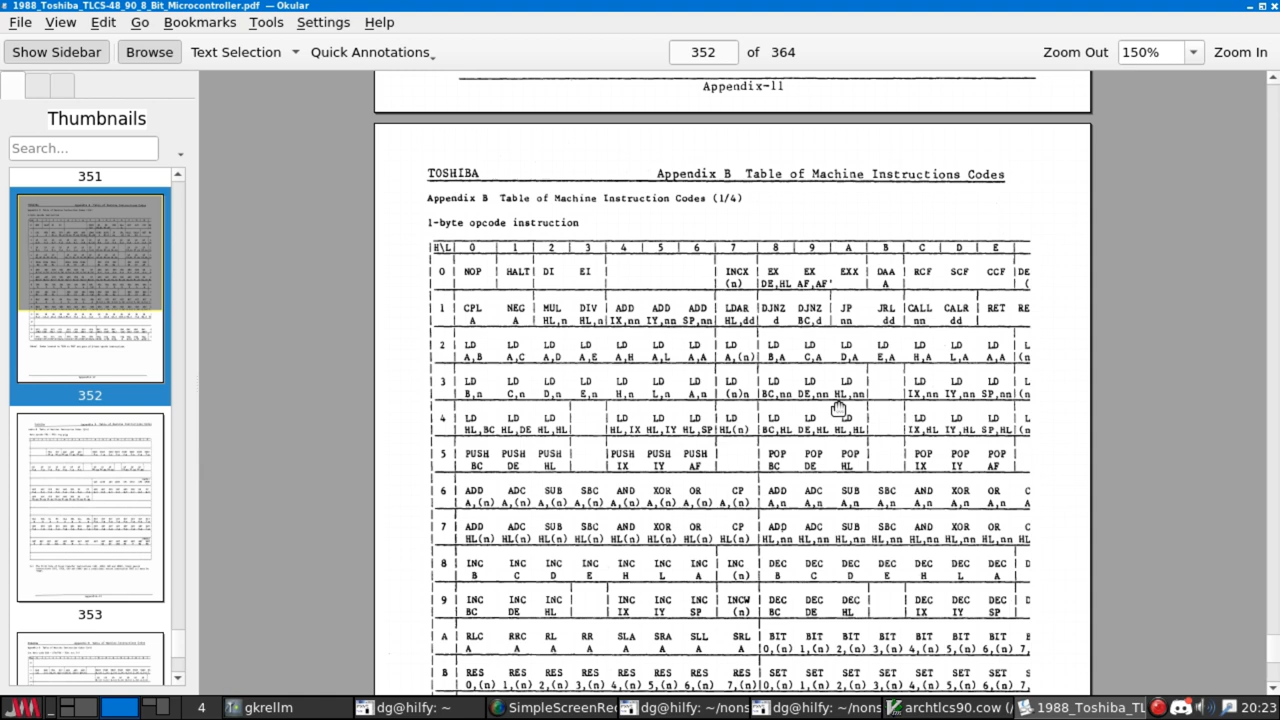 1988_Toshiba_TLCS-48_90_8_Bit_Microcontroller.pdf — Okular
File View Edit Go Bookmarks Tools Settings Help
Show Sidebar Browse Text Selection Quick Annotations 352 of 364 Zoom Out 150% Zoom In
Thumbnails
Search...
351
352
353
Appendix-11
TOSHIBA Appendix B Table of Machine Instructions Codes
Appendix B Table of Machine Instruction Codes (1/4)
1-byte opcode instruction
H\L 0 1 2 3 4 5 6 7 8 9 A B C D E
0 NOP HALT DI EI INCX EX EX EXX DAA RCF SCF CCF DE
(n) DE,HL AF,AF' A (
1 CPL NEG MUL DIV ADD ADD ADD LDAR DJNZ DJNZ JP JRL CALL CALR RET RE
A A HL,n HL,n IX,nn IY,nn SP,nn HL,dd d BC,d nn dd nn dd
2 LD LD LD LD LD LD LD LD LD LD LD LD LD LD LD L
A,B A,C A,D A,E A,H A,L A,A A,(n) B,A C,A D,A E,A H,A L,A A,A (n
3 LD LD LD LD LD LD LD LD LD LD LD LD LD LD
B,n C,n D,n E,n H,n L,n A,n (n)n BC,nn DE,nn HL,nn IX,nn IY,nn SP,nn (n
4 LD LD LD LD LD LD LD LD LD LD LD LD LD L
HL,BC HL,DE HL,HL HL,IX HL,IY HL,SP HL(n) BC,HL DE,HL HL,HL IX,HL IY,HL SP,HL (n
5 PUSH PUSH PUSH PUSH PUSH PUSH POP POP POP POP POP POP
BC DE HL IX IY AF BC DE HL IX IY AF
6 ADD ADC SUB SBC AND XOR OR CP ADD ADC SUB SBC AND XOR OR C
A,(n) A,(n) A,(n) A,(n) A,(n) A,(n) A,(n) A,(n) A,n A,n A,n A,n A,n A,n A,n A
7 ADD ADC SUB SBC AND XOR OR CP ADD ADC SUB SBC AND XOR OR C
HL(n) HL(n) HL(n) HL(n) HL(n) HL(n) HL(n) HL(n) HL,nn HL,nn HL,nn HL,nn HL,nn HL,nn HL,nn HL
8 INC INC INC INC INC INC INC INC DEC DEC DEC DEC DEC DEC DEC D
B C D E H L A (n) B C D E H L A (
9 INC INC INC INC INC INC INCW DEC DEC DEC DEC DEC DEC DE
BC DE HL IX IY SP (n) BC DE HL IX IY SP (
A RLC RRC RL RR SLA SRA SLL SRL BIT BIT BIT BIT BIT BIT BIT B
A A A A A A A A 0,(n) 1,(n) 2,(n) 3,(n) 4,(n) 5,(n) 6,(n) 7,
B RES RES RES RES RES RES RES RES SET SET SET SET SET SET SET S
0,(n) 1,(n) 2,(n) 3,(n) 4,(n) 5,(n) 6,(n) 7,(n) 0,(n) 1,(n) 2,(n) 3,(n) 4,(n) 5,(n) 6,(n) 7,
4 gkrellm dg@hilfy: ~ SimpleScreenRec dg@hilfy: ~/nons dg@hilfy: ~/nons archtlcs90.cow (/ 1988_Toshiba_TL 20:23